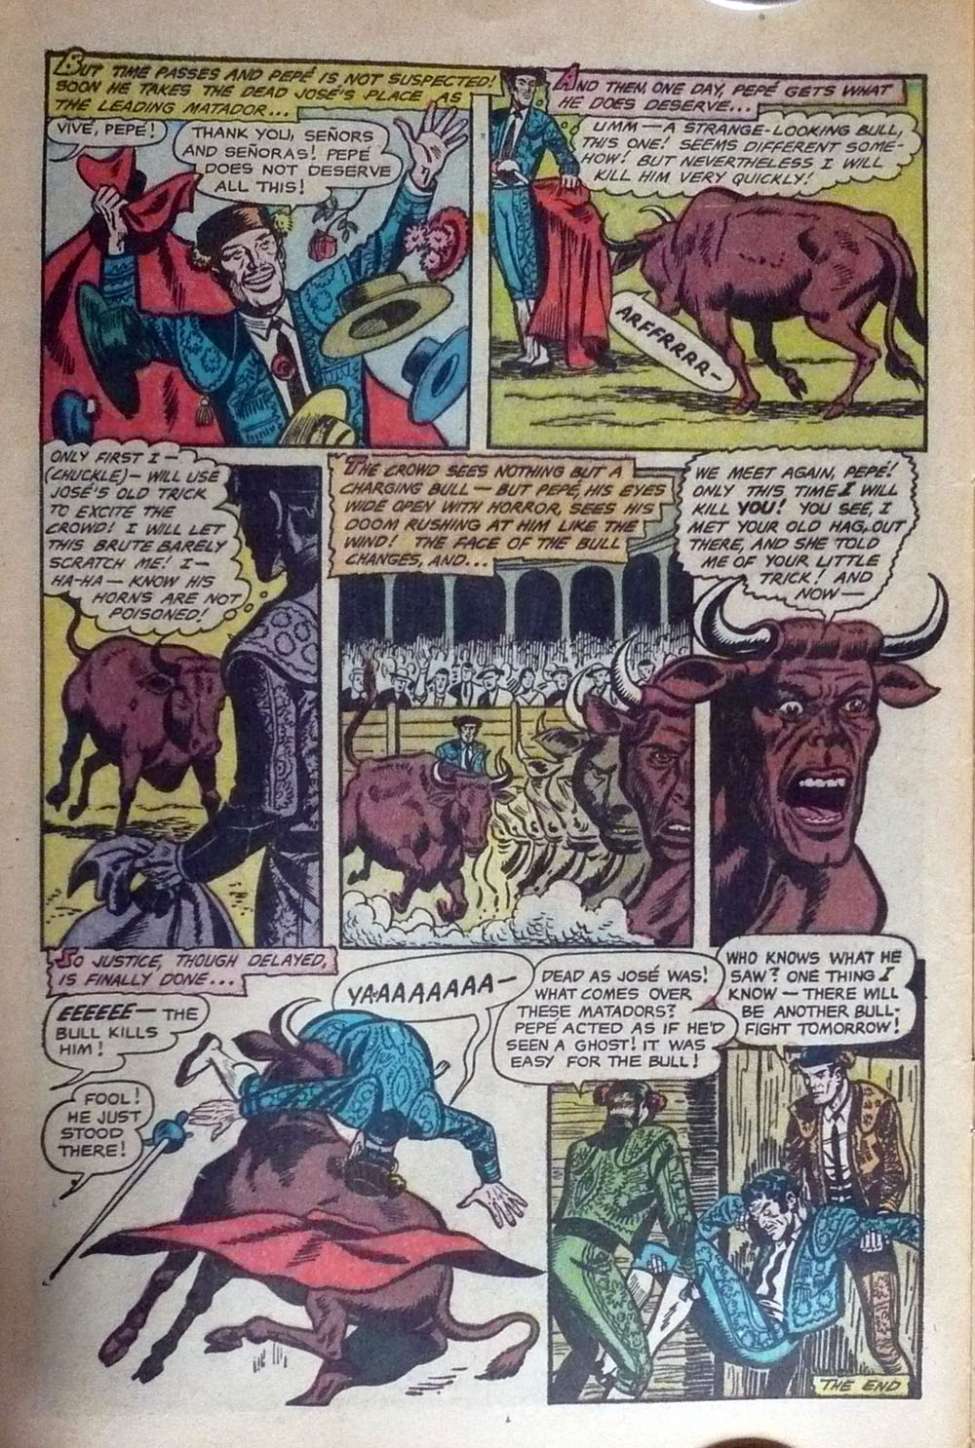 BUT TIME PASSES AND PEPÉ IS NOT SUSPECTED!
SOON HE TAKES THE DEAD JOSÉ'S PLACE AS
THE LEADING MATADOR...
VIVÉ, PEPÉ!
THANK YOU, SEÑORS
AND SEÑORAS! PEPÉ
DOES NOT DESERVE
ALL THIS!
AND THEN, ONE DAY, PEPÉ GETS WHAT
HE DOES DESERVE...
UMM — A STRANGE-LOOKING BULL,
THIS ONE! SEEMS DIFFERENT SOME-
HOW! BUT NEVERTHELESS I WILL
KILL HIM VERY QUICKLY!
ARFFRRRR—
ONLY FIRST I —
(CHUCKLE) — WILL USE
JOSÉ'S OLD TRICK
TO EXCITE THE
CROWD! I WILL LET
THIS BRUTE BARELY
SCRATCH ME! I —
HA-HA — KNOW HIS
HORNS ARE NOT
POISONED!
THE CROWD SEES NOTHING BUT A
CHARGING BULL — BUT PEPÉ, HIS EYES
WIDE OPEN WITH HORROR, SEES HIS
DOOM RUSHING AT HIM LIKE THE
WIND! THE FACE OF THE BULL
CHANGES, AND...
WE MEET AGAIN, PEPÉ!
ONLY THIS TIME I WILL
KILL YOU! YOU SEE, I
MET YOUR OLD HAG, OUT
THERE, AND SHE TOLD
ME OF YOUR LITTLE
TRICK! AND
NOW —
SO JUSTICE, THOUGH DELAYED,
IS FINALLY DONE...
EEEEEE — THE
BULL KILLS
HIM!
FOOL!
HE JUST
STOOD
THERE!
YAAAAAAAA—
DEAD AS JOSÉ WAS!
WHAT COMES OVER
THESE MATADORS?
PEPÉ ACTED AS IF HE'D
SEEN A GHOST! IT WAS
EASY FOR THE BULL!
WHO KNOWS WHAT HE
SAW? ONE THING I
KNOW — THERE WILL
BE ANOTHER BULL-
FIGHT TOMORROW!
THE END